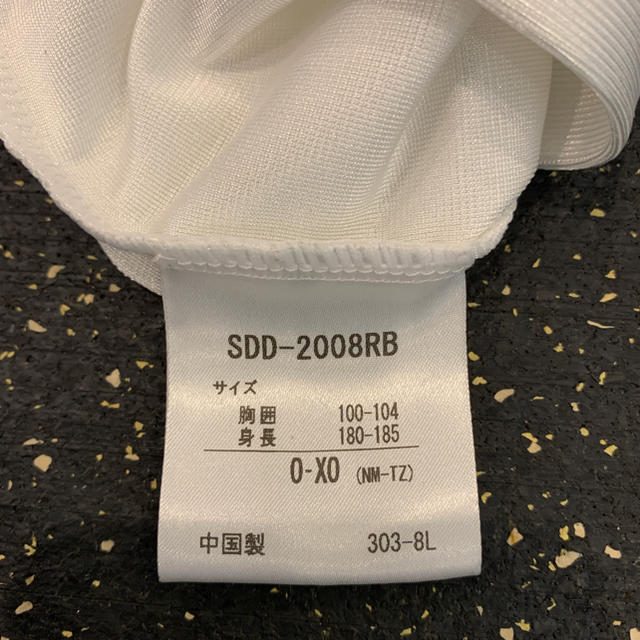 SDD-2008RB
サイズ
胸囲 100-104
身長 180-185
O-XO (NM-TZ)
中国製 303-8L